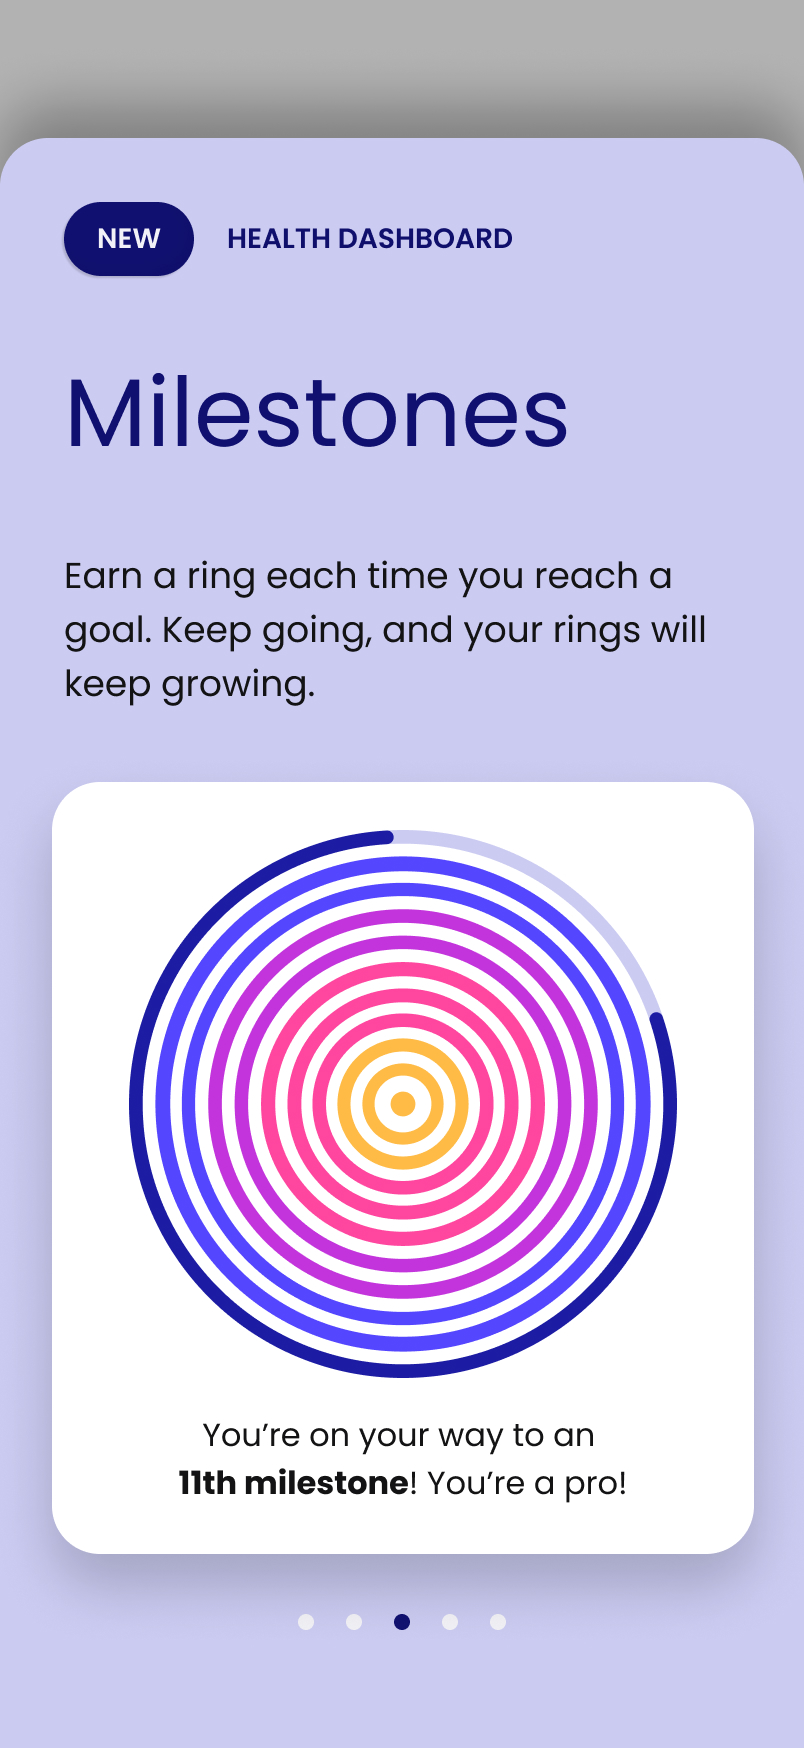 NEW HEALTH DASHBOARD
Milestones
Earn a ring each time you reach a
goal. Keep going, and your rings will
keep growing.
You’re on your way to an
11th milestone! You’re a pro!